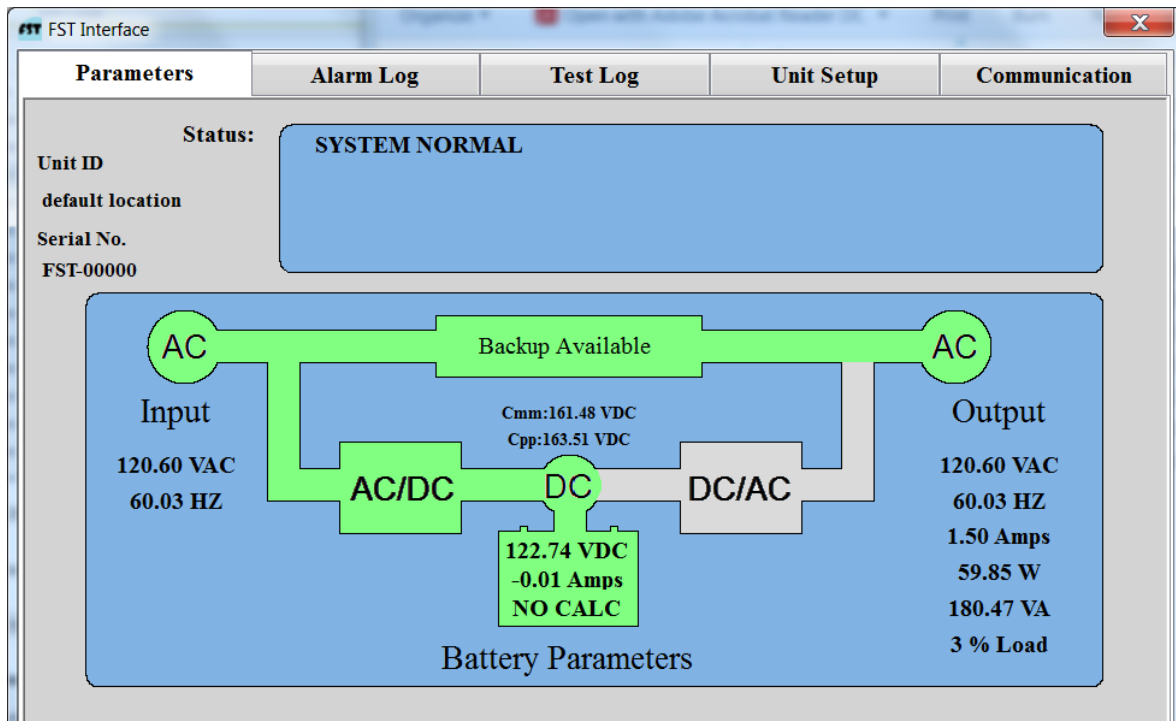 FST FST Interface
Parameters Alarm Log Test Log Unit Setup Communication
Status:
SYSTEM NORMAL
Unit ID
default location
Serial No.
FST-00000
AC Backup Available AC
Input
120.60 VAC
60.03 HZ
Cmm:161.48 VDC
Cpp:163.51 VDC
AC/DC DC DC/AC
122.74 VDC
-0.01 Amps
NO CALC
Battery Parameters
Output
120.60 VAC
60.03 HZ
1.50 Amps
59.85 W
180.47 VA
3 % Load